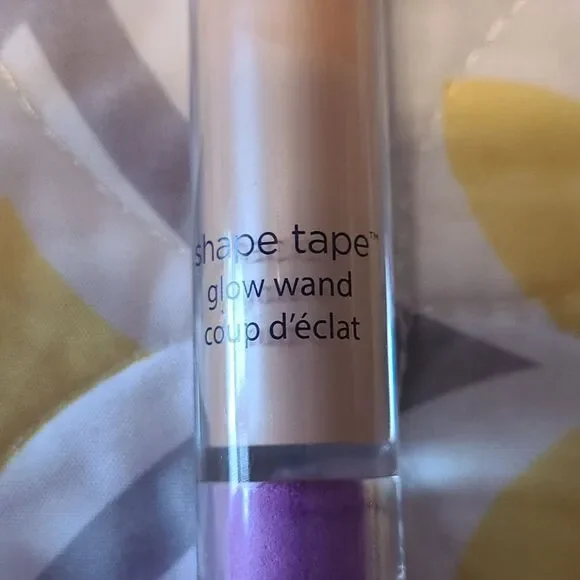 shape tape™
glow wand
coup d'éclat